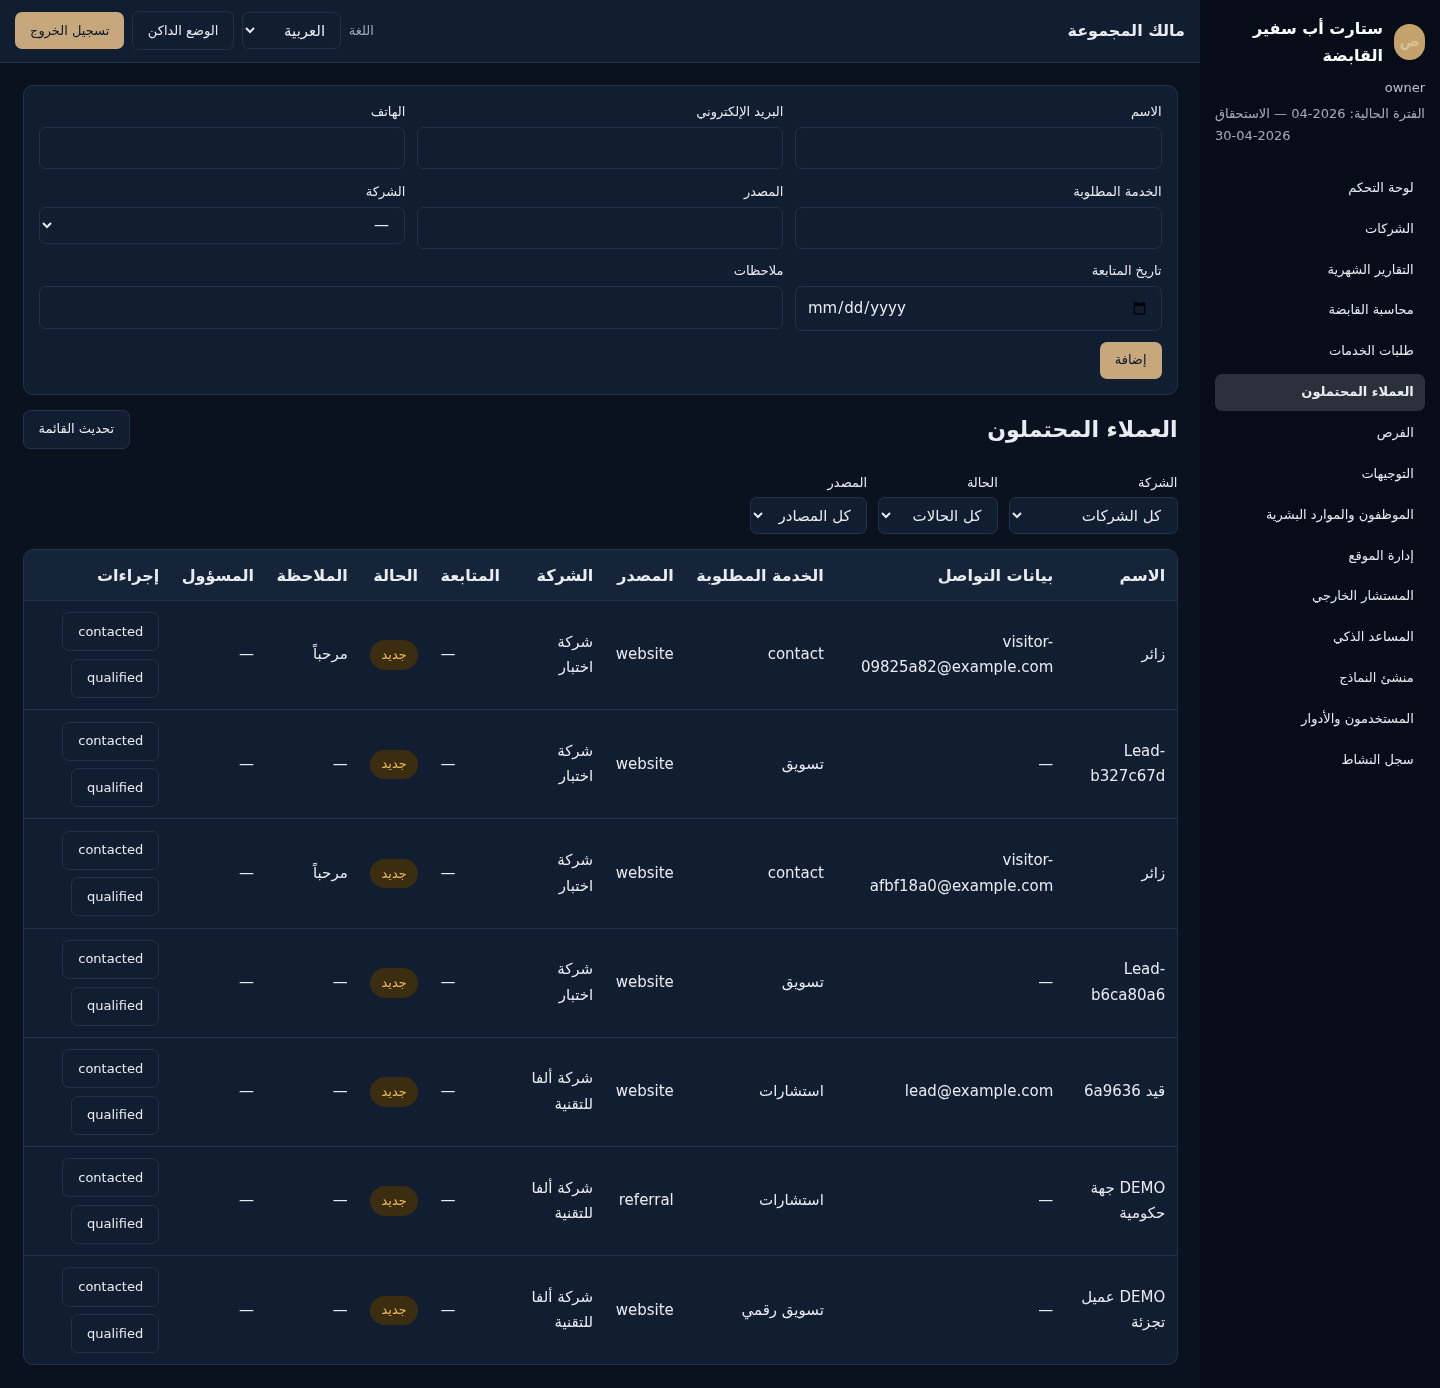 ص
ستارت أب سفير
القابضة
owner
الفترة الحالية: 2026-04 — الاستحقاق
2026-04-30
لوحة التحكم
الشركات
التقارير الشهرية
محاسبة القابضة
طلبات الخدمات
العملاء المحتملون
الفرص
التوجيهات
الموظفون والموارد البشرية
إدارة الموقع
المستشار الخارجي
المساعد الذكي
منشئ النماذج
المستخدمون والأدوار
سجل النشاط
مالك المجموعة
اللغة العربية الوضع الداكن تسجيل الخروج
الاسم البريد الإلكتروني الهاتف
الخدمة المطلوبة المصدر الشركة
—
تاريخ المتابعة ملاحظات
mm/dd/yyyy
إضافة
العملاء المحتملون تحديث القائمة
الشركة الحالة المصدر
كل الشركات كل الحالات كل المصادر
الاسم بيانات التواصل الخدمة المطلوبة المصدر الشركة المتابعة الحالة الملاحظة المسؤول إجراءات
زائر visitor-09825a82@example.com contact website شركة اختبار — جديد مرحباً — contacted qualified
Lead-b327c67d — تسويق website شركة اختبار — جديد — — contacted qualified
زائر visitor-afbf18a0@example.com contact website شركة اختبار — جديد مرحباً — contacted qualified
Lead-b6ca80a6 — تسويق website شركة اختبار — جديد — — contacted qualified
قيد 6a9636 lead@example.com استشارات website شركة ألفا للتقنية — جديد — — contacted qualified
DEMO جهة حكومية — استشارات referral شركة ألفا للتقنية — جديد — — contacted qualified
DEMO عميل تجزئة — تسويق رقمي website شركة ألفا للتقنية — جديد — — contacted qualified